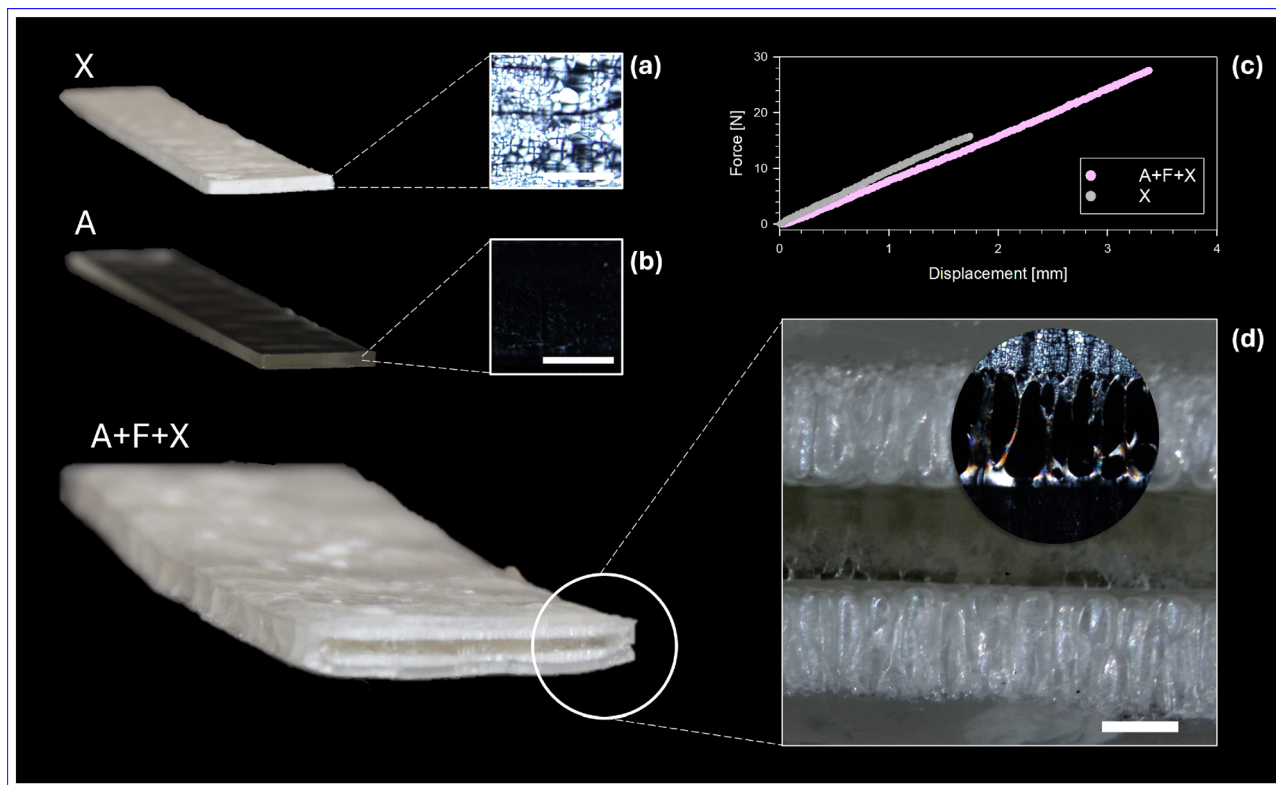 X
(a)
A
(b)
A+F+X
(c)
30
20
10
0
Force [N]
A+F+X
X
0
1
2
3
4
Displacement [mm]
(d)